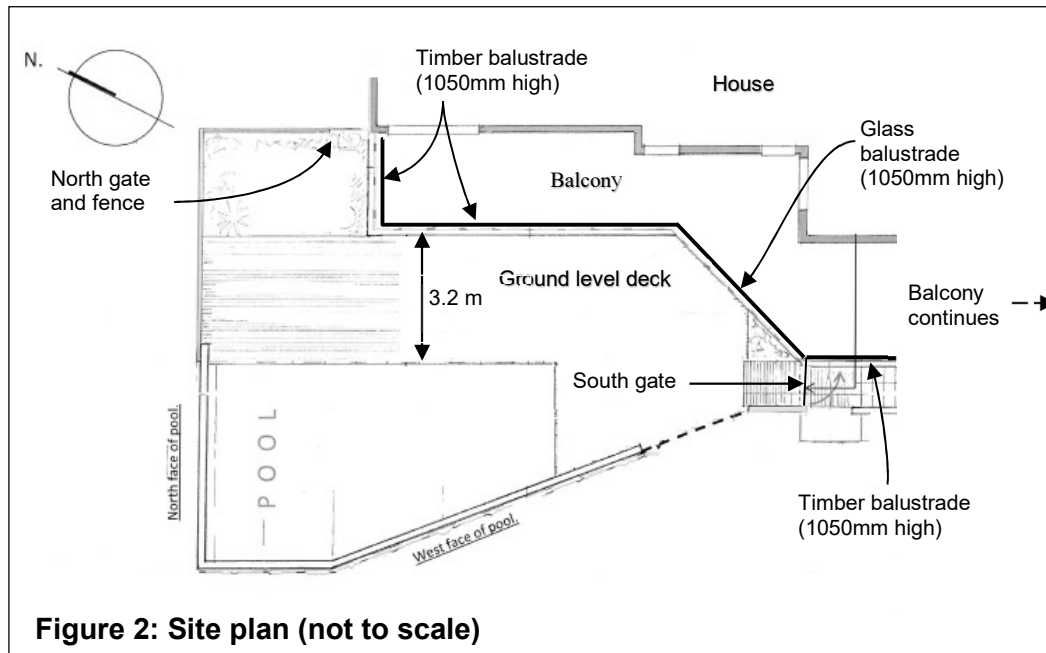 N.
Timber balustrade
(1050mm high)
House
Glass
balustrade
(1050mm high)
North gate
and fence
Balcony
Ground level deck
3.2 m
Balcony
continues
South gate
POOL
North face of pool.
West face of pool.
Timber balustrade
(1050mm high)
Figure 2: Site plan (not to scale)